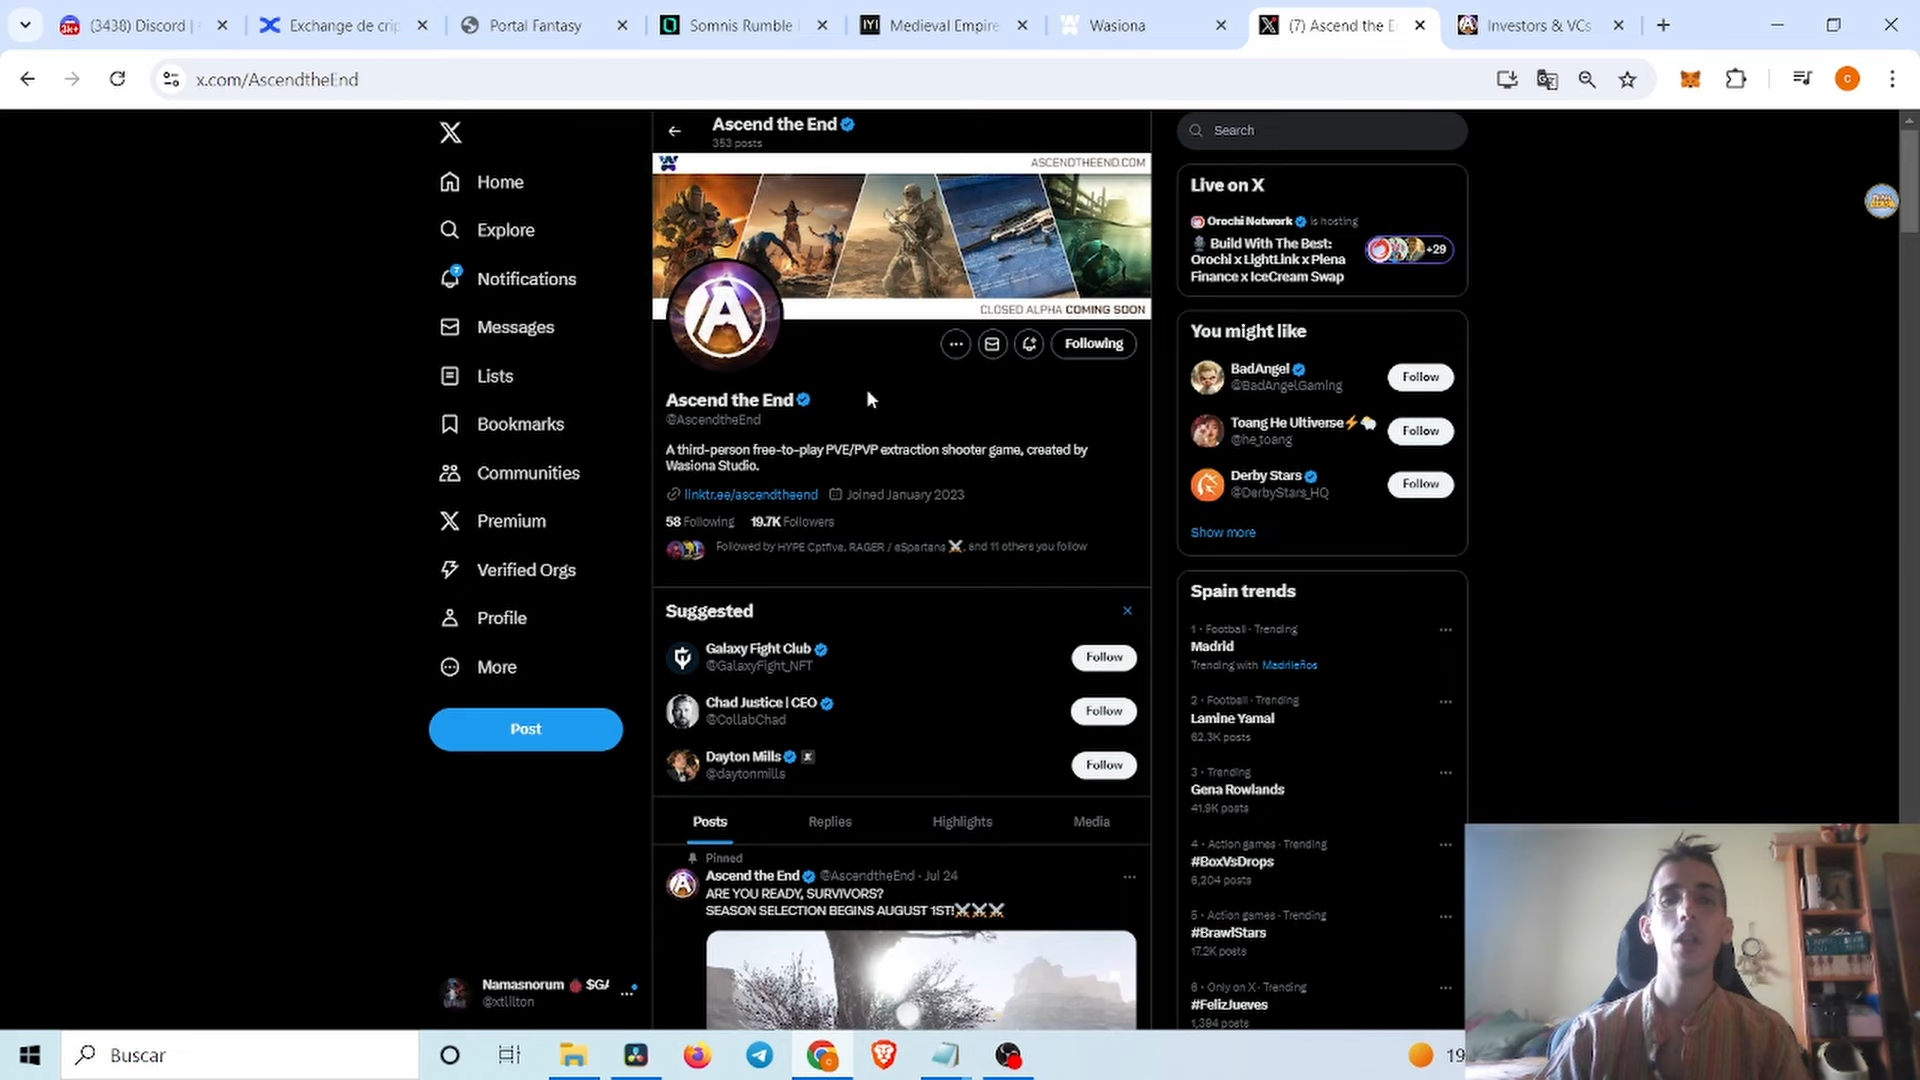 (3438) Discord |
Exchange de crip
Portal Fantasy
Somnis Rumble
Medieval Empire
Wasiona
(7) Ascend the E
Investors & VCs
x.com/AscendtheEnd
Home
Explore
Notifications
Messages
Lists
Bookmarks
Communities
Premium
Verified Orgs
Profile
More
Post
Namasnorum
@xtlilton
Ascend the End
353 posts
ASCENDTHEEND.COM
CLOSED ALPHA COMING SOON
Following
Ascend the End
@AscendtheEnd
A third-person free-to-play PVE/PVP extraction shooter game, created by
Wasiona Studio.
linktr.ee/ascendtheend Joined January 2023
58 Following 19.7K Followers
Followed by HYPE Cptfive, RAGER / eSpartans ⚔, and 11 others you follow
Suggested
Galaxy Fight Club
@GalaxyFight_NFT
Follow
Chad Justice | CEO
@CollabChad
Follow
Dayton Mills
@daytonmills
Follow
Posts
Replies
Highlights
Media
Pinned
Ascend the End @AscendtheEnd · Jul 24
ARE YOU READY, SURVIVORS?
SEASON SELECTION BEGINS AUGUST 1ST!⚔⚔⚔
Search
Live on X
Orochi Network is hosting
Build With The Best:
Orochi x LightLink x Plena
Finance x IceCream Swap
+29
You might like
BadAngel
@BadAngelGaming
Follow
Toang He Ultiverse⚡
@he_toang
Follow
Derby Stars
@DerbyStars_HQ
Follow
Show more
Spain trends
1 · Football · Trending
Madrid
Trending with Madrileños
2 · Football · Trending
Lamine Yamal
62.3K posts
3 · Trending
Gena Rowlands
41.9K posts
4 · Action games · Trending
#BoxVsDrops
6,204 posts
5 · Action games · Trending
#BrawlStars
17.2K posts
6 · Only on X · Trending
#FelizJueves
1,394 posts
Buscar
19